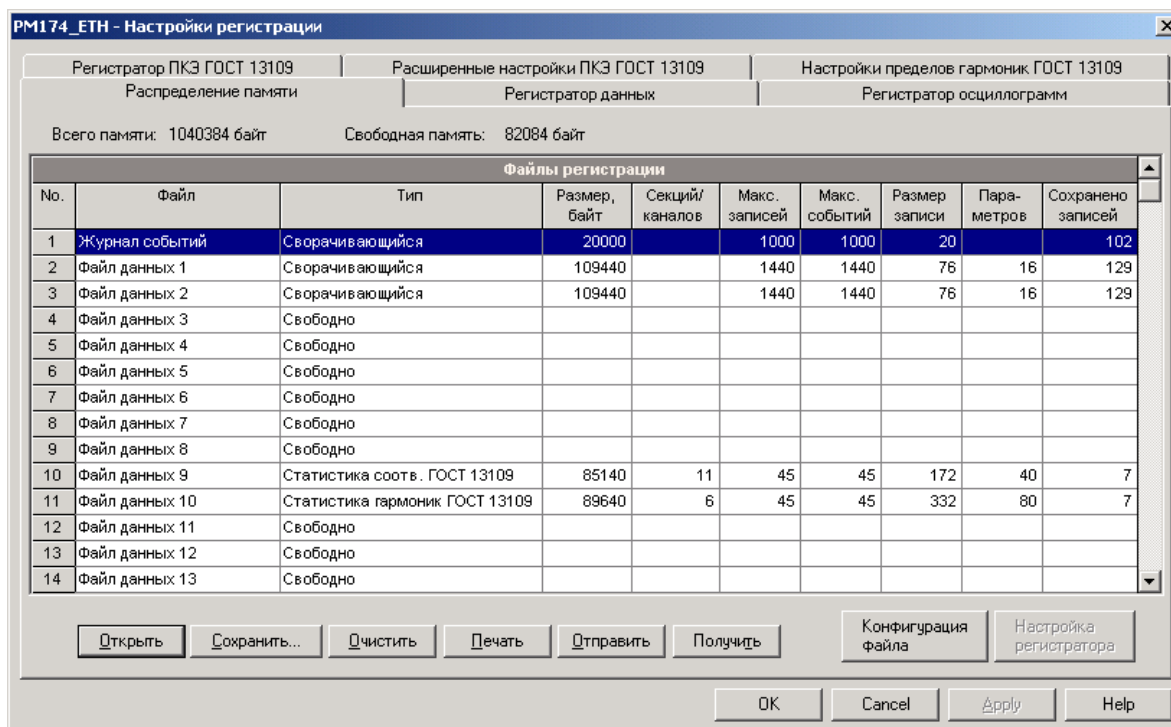 PM174_ETH - Настройки регистрации
Регистратор ПКЭ ГОСТ 13109 Расширенные настройки ПКЭ ГОСТ 13109 Настройки пределов гармоник ГОСТ 13109
Распределение памяти Регистратор данных Регистратор осциллограмм
Всего памяти: 1040384 байт Свободная память: 82084 байт
Файлы регистрации
No. Файл Тип Размер, байт Секций/ каналов Макс. записей Макс. событий Размер записи Пара- метров Сохранено записей
1 Журнал событий Сворачивающийся 20000 1000 1000 20 102
2 Файл данных 1 Сворачивающийся 109440 1440 1440 76 16 129
3 Файл данных 2 Сворачивающийся 109440 1440 1440 76 16 129
4 Файл данных 3 Свободно
5 Файл данных 4 Свободно
6 Файл данных 5 Свободно
7 Файл данных 6 Свободно
8 Файл данных 7 Свободно
9 Файл данных 8 Свободно
10 Файл данных 9 Статистика соотв. ГОСТ 13109 85140 11 45 45 172 40 7
11 Файл данных 10 Статистика гармоник ГОСТ 13109 89640 6 45 45 332 80 7
12 Файл данных 11 Свободно
13 Файл данных 12 Свободно
14 Файл данных 13 Свободно
Открыть Сохранить... Очистить Печать Отправить Получить Конфигурация файла Настройка регистратора
OK Cancel Apply Help